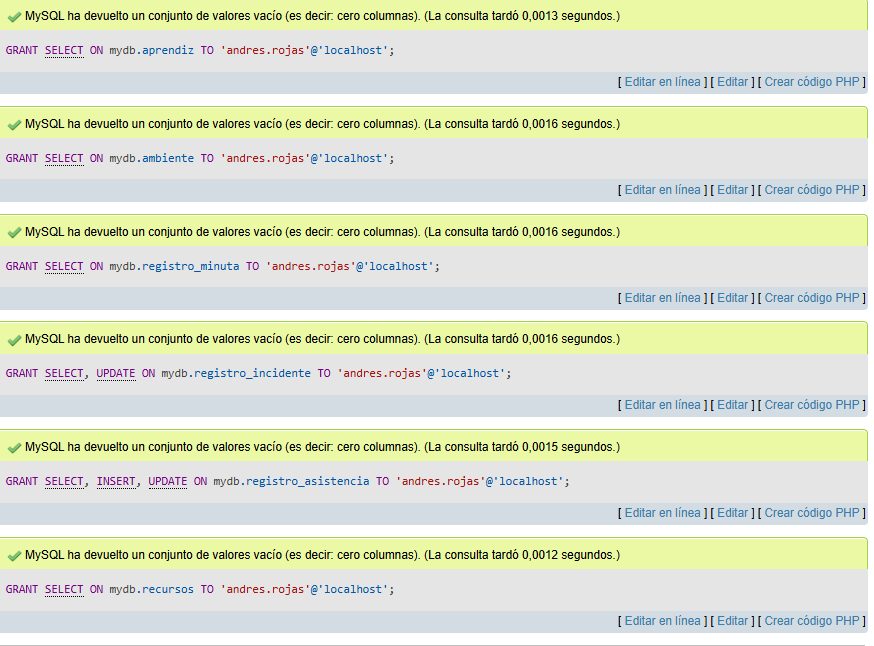 MySQL ha devuelto un conjunto de valores vacío (es decir: cero columnas). (La consulta tardó 0,0013 segundos.)
GRANT SELECT ON mydb.aprendiz TO 'andres.rojas'@'localhost';
[ Editar en línea ] [ Editar ] [ Crear código PHP ]
MySQL ha devuelto un conjunto de valores vacío (es decir: cero columnas). (La consulta tardó 0,0016 segundos.)
GRANT SELECT ON mydb.ambiente TO 'andres.rojas'@'localhost';
[ Editar en línea ] [ Editar ] [ Crear código PHP ]
MySQL ha devuelto un conjunto de valores vacío (es decir: cero columnas). (La consulta tardó 0,0016 segundos.)
GRANT SELECT ON mydb.registro_minuta TO 'andres.rojas'@'localhost';
[ Editar en línea ] [ Editar ] [ Crear código PHP ]
MySQL ha devuelto un conjunto de valores vacío (es decir: cero columnas). (La consulta tardó 0,0016 segundos.)
GRANT SELECT, UPDATE ON mydb.registro_incidente TO 'andres.rojas'@'localhost';
[ Editar en línea ] [ Editar ] [ Crear código PHP ]
MySQL ha devuelto un conjunto de valores vacío (es decir: cero columnas). (La consulta tardó 0,0015 segundos.)
GRANT SELECT, INSERT, UPDATE ON mydb.registro_asistencia TO 'andres.rojas'@'localhost';
[ Editar en línea ] [ Editar ] [ Crear código PHP ]
MySQL ha devuelto un conjunto de valores vacío (es decir: cero columnas). (La consulta tardó 0,0012 segundos.)
GRANT SELECT ON mydb.recursos TO 'andres.rojas'@'localhost';
[ Editar en línea ] [ Editar ] [ Crear código PHP ]